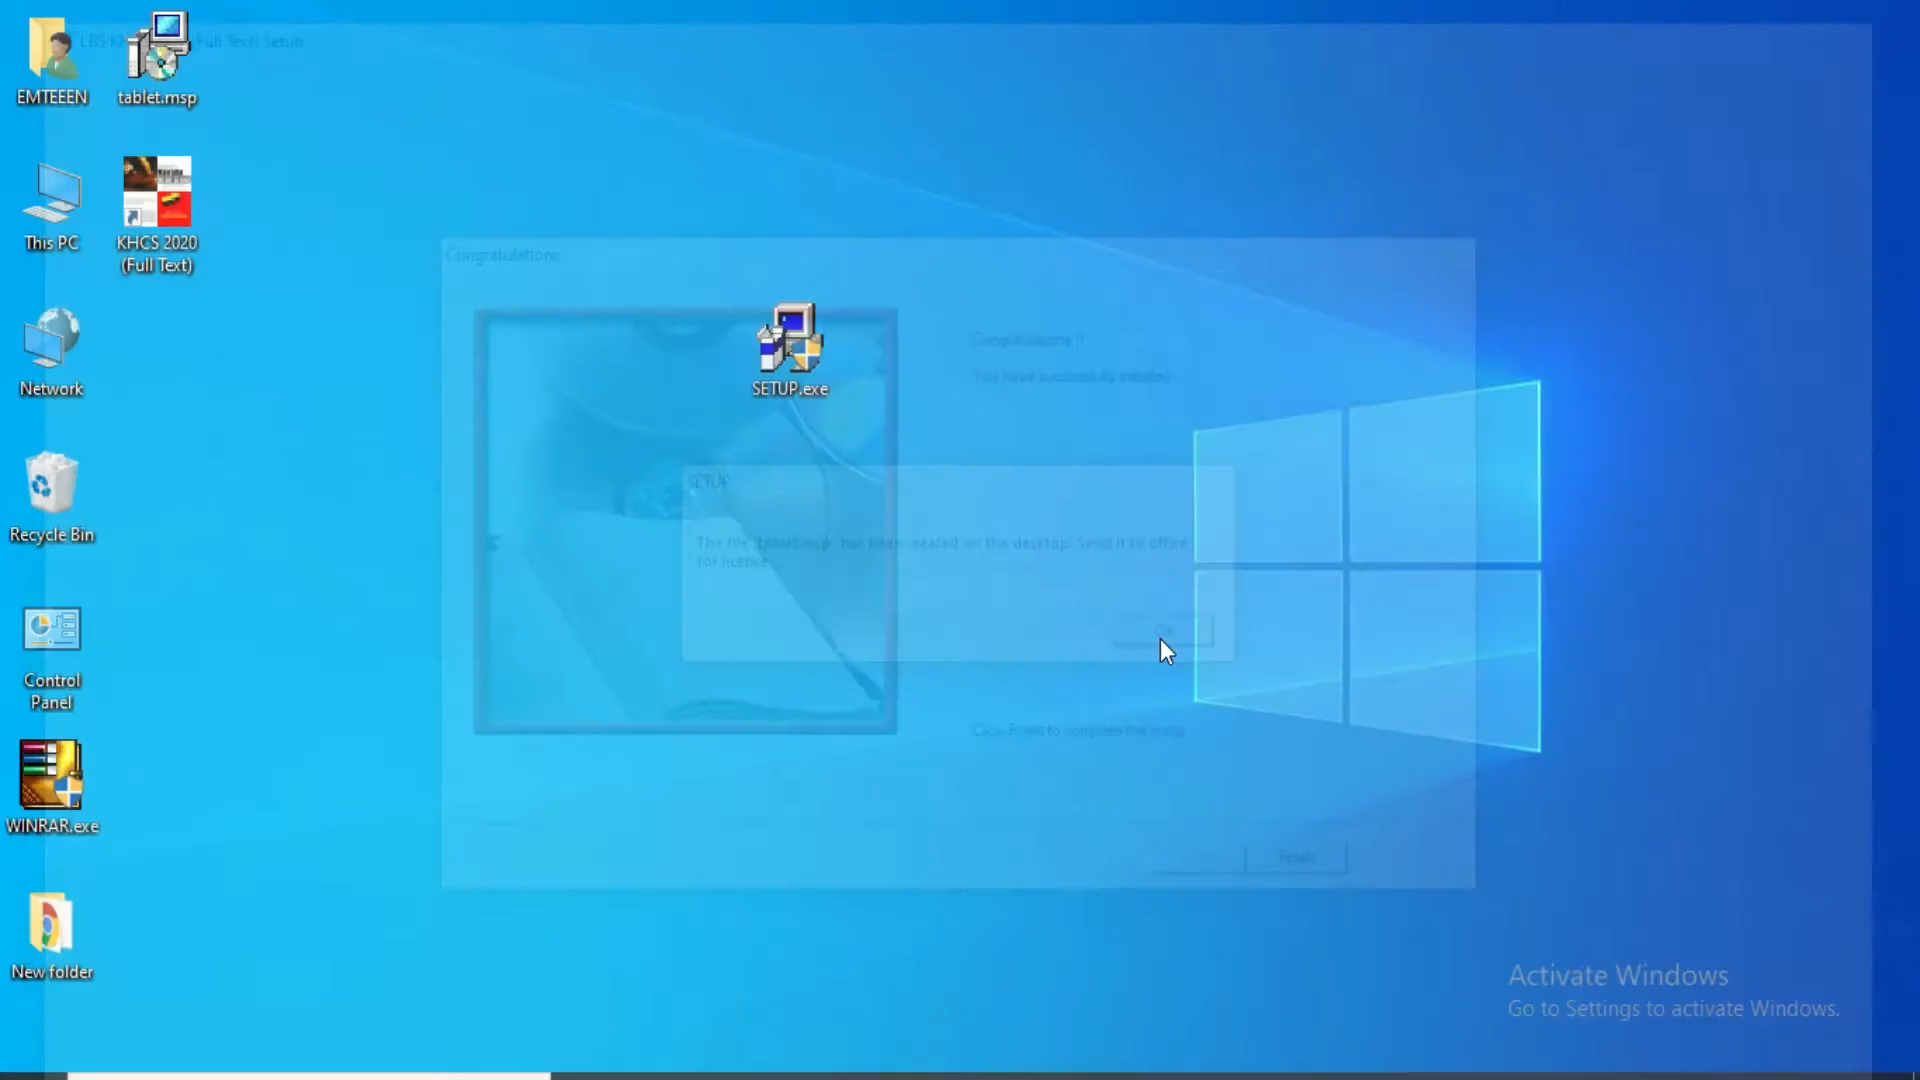 EMTEEEN
tablet.msp
This PC
KHCS 2020
(Full Text)
Network
Recycle Bin
Control
Panel
WINRAR.exe
New folder
SETUP.exe
LBS KH
(Full Text) Setup
Congratulations
Congratulations !!
You have successfully installed
SETUP
The file 'tablet.msp' has been created on the desktop. Send it to office
for licence
Click Finish to complete the setup
Finish
Activate Windows
Go to Settings to activate Windows.